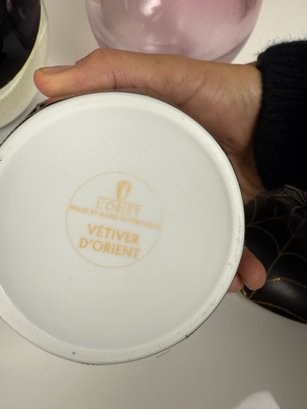 L'OBJET
MADE BY HAND IN PORTUGAL
VÉTIVER
D'ORIENT